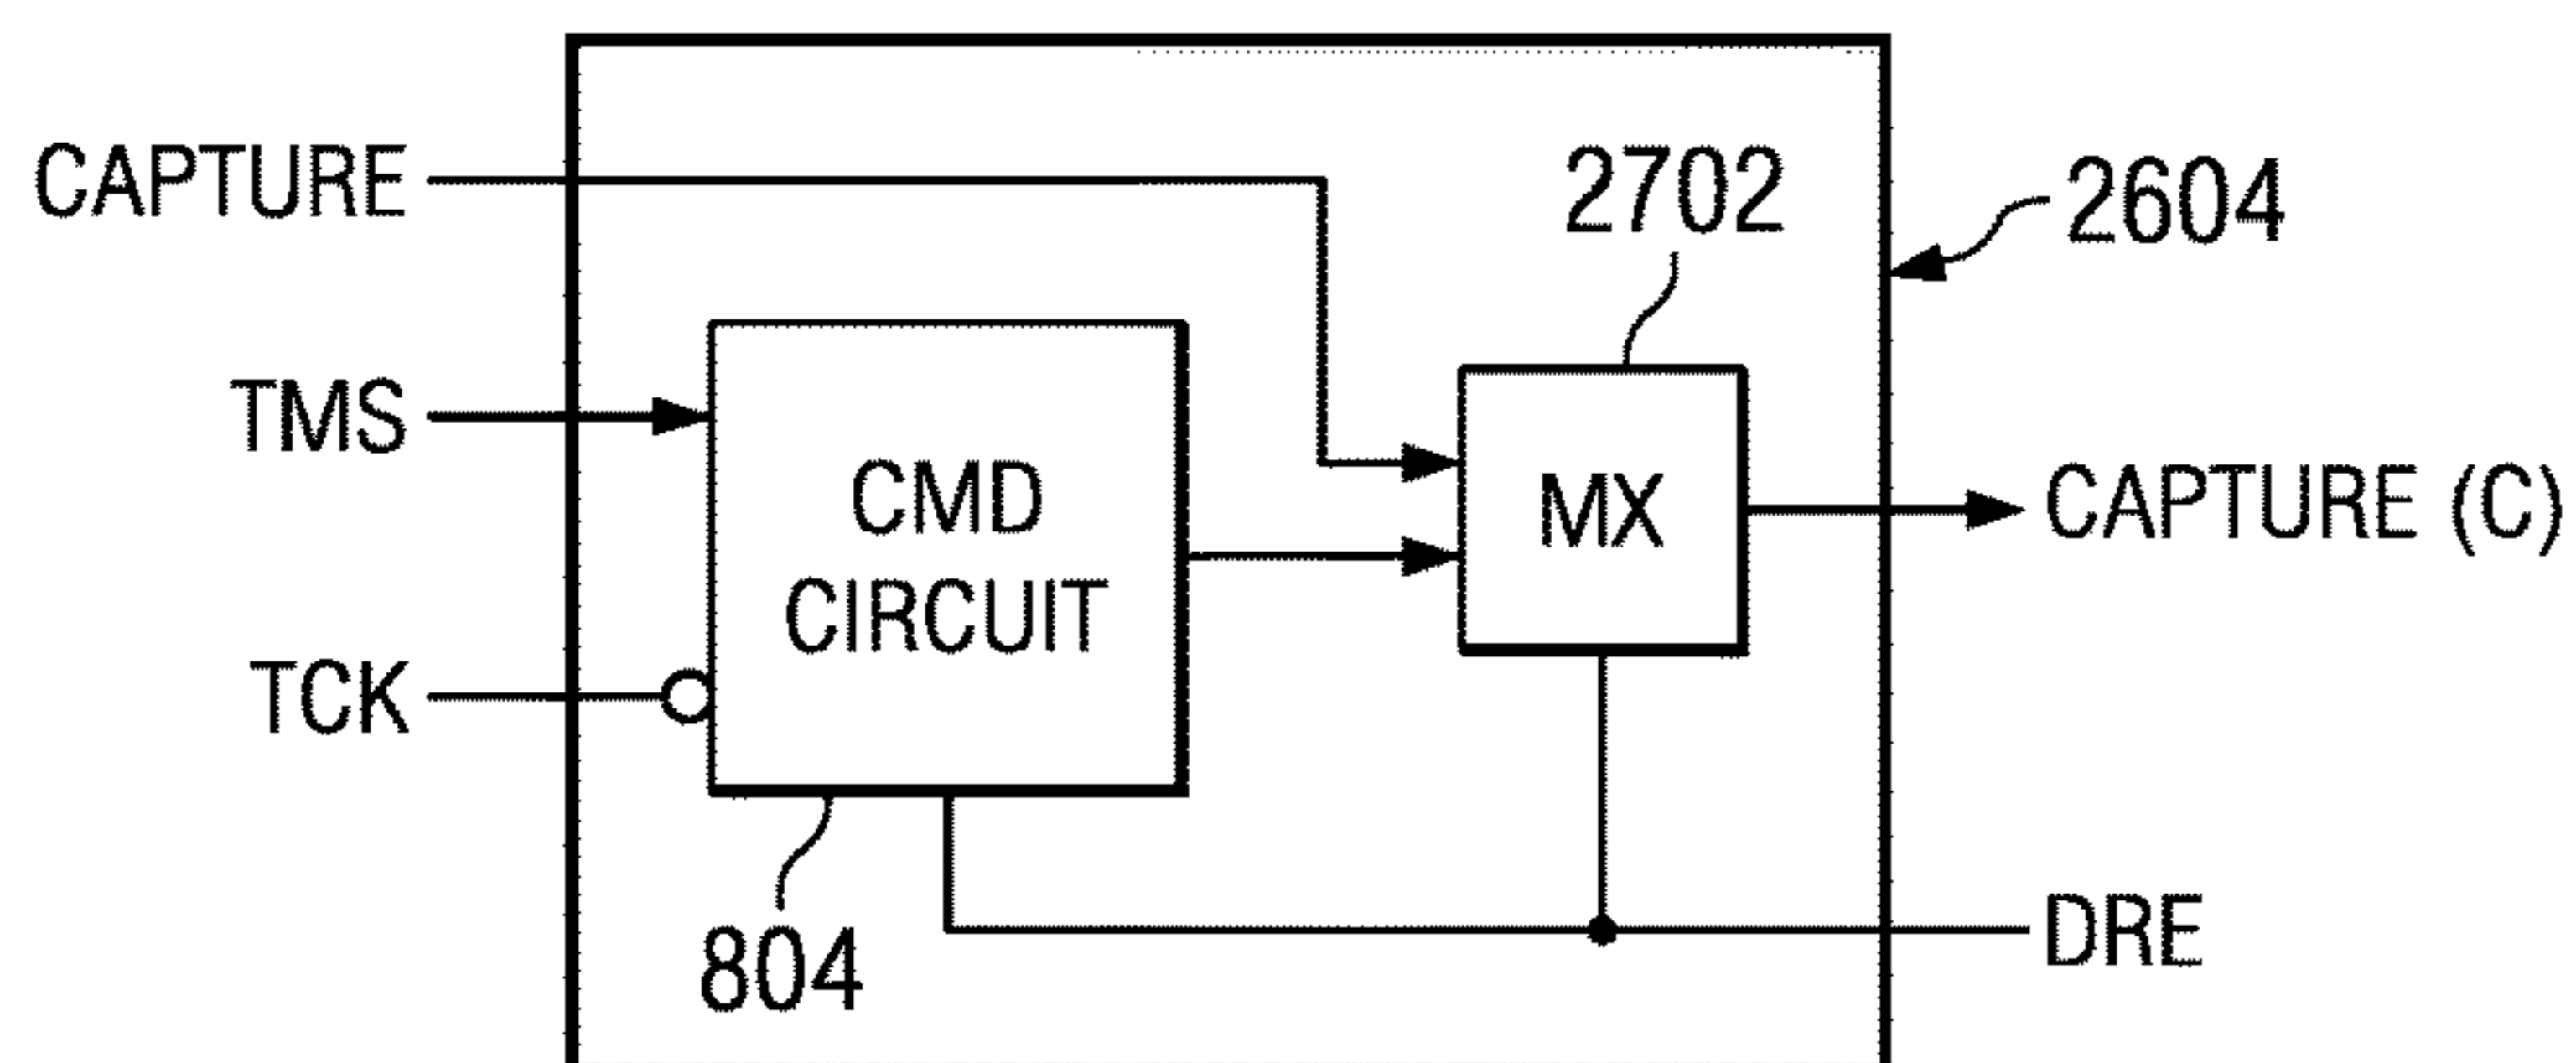 CAPTURE
2702
2604
TMS
CMD
CIRCUIT
MX
CAPTURE (C)
TCK
804
DRE